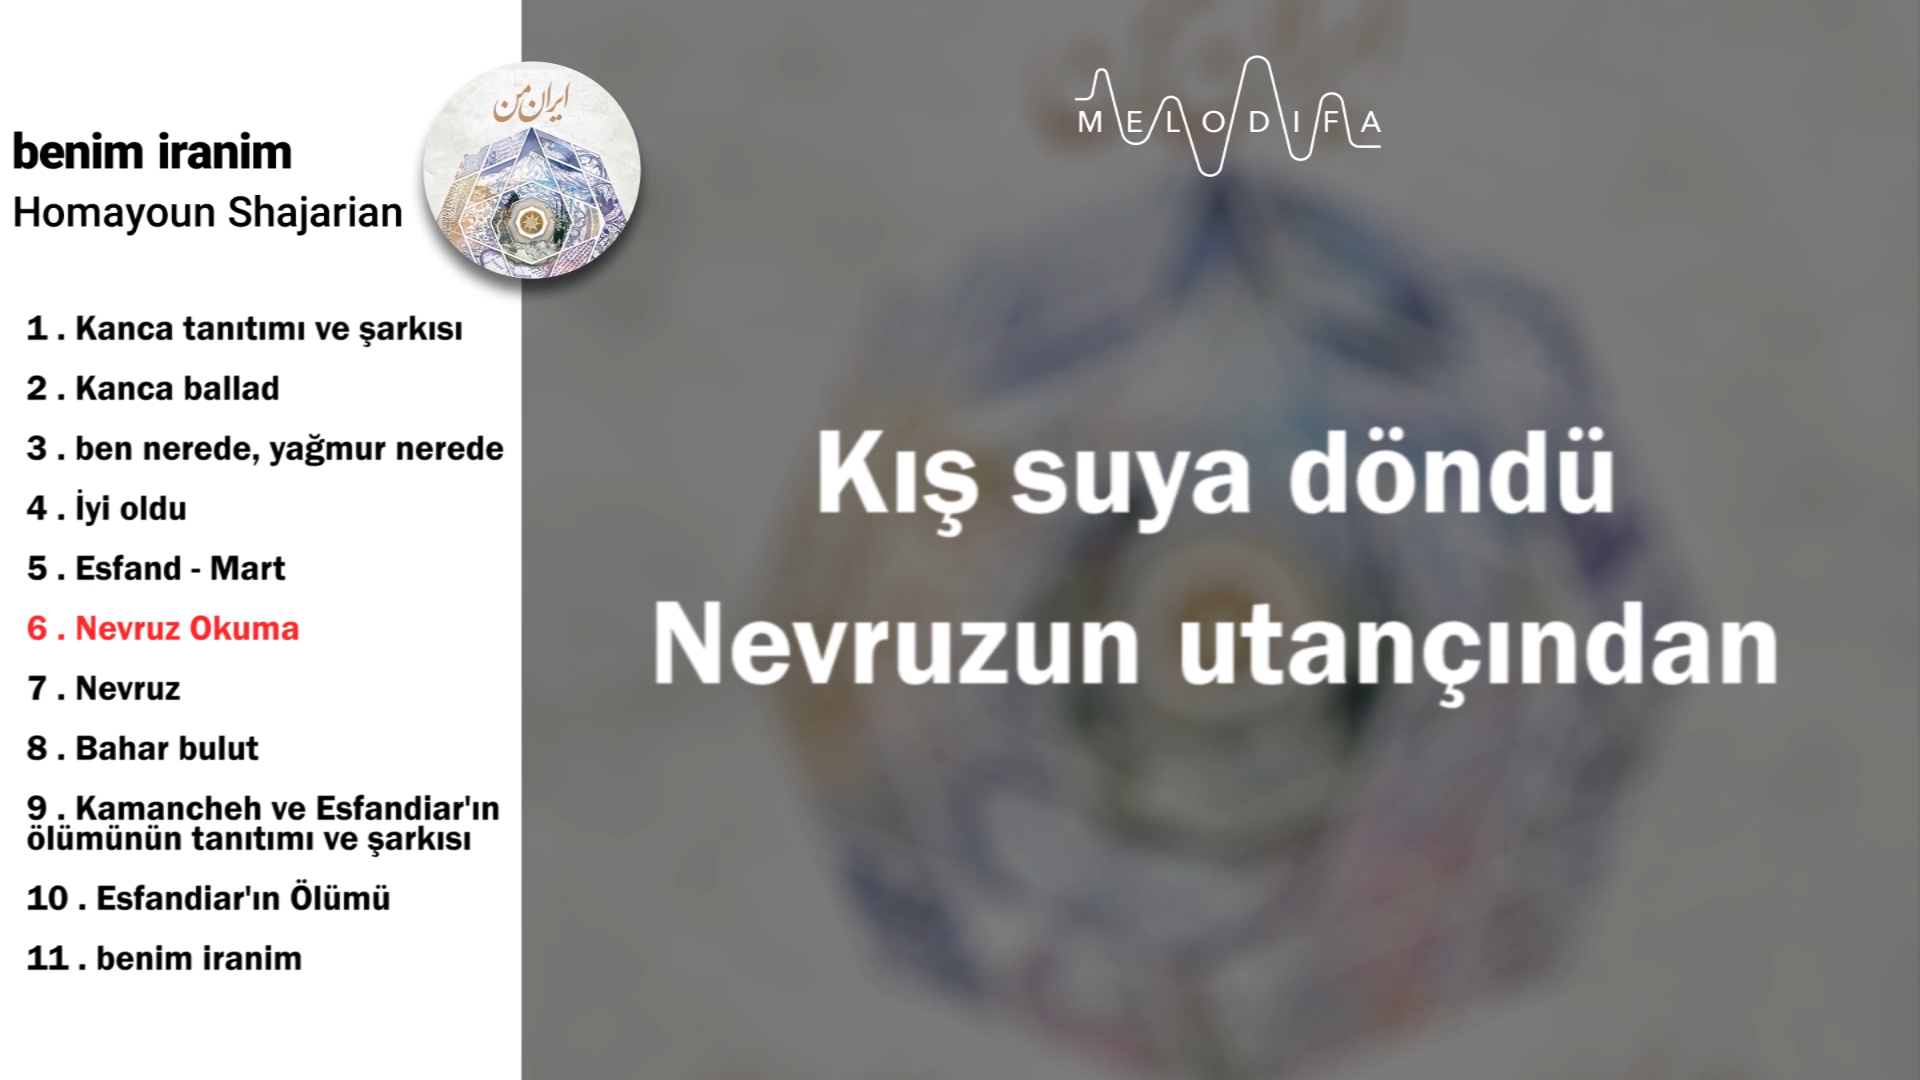 benim iranim
Homayoun Shajarian
ایران من
1 . Kanca tanıtımı ve şarkısı
2 . Kanca ballad
3 . ben nerede, yağmur nerede
4 . İyi oldu
5 . Esfand - Mart
6 . Nevruz Okuma
7 . Nevruz
8 . Bahar bulut
9 . Kamancheh ve Esfandiar'ın
ölümünün tanıtımı ve şarkısı
10 . Esfandiar'ın Ölümü
11 . benim iranim
MELODIFA
Kış suya döndü
Nevruzun utançından